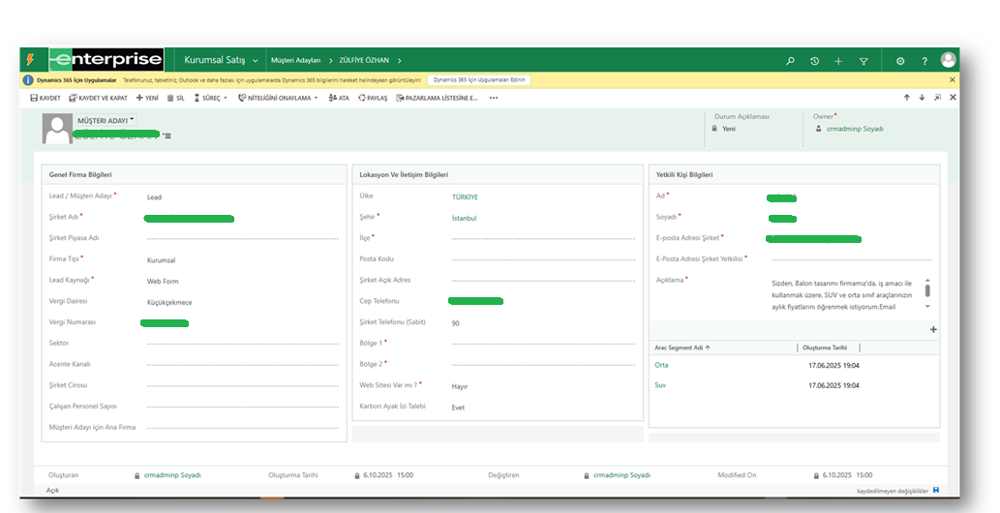 enterprise Kurumsal Satış Müşteri Adayları ZÜLFİYE ÖZHAN
Dynamics 365 İçin Uygulamalar Telefonunuz, tabletiniz, Outlook ve daha fazlası için uygulamalarda Dynamics 365 bilgilerini hareket halindeyken görüntüleyin! Dynamics 365 İçin Uygulamaları Edinin
KAYDET KAYDET VE KAPAT YENİ SİL SÜREÇ NİTELİĞİNİ ONAYLAMA ATA PAYLAŞ PAZARLAMA LİSTESİNE E...
MÜŞTERI ADAYI
Durum Açıklaması
Yeni
Owner*
crmadminp Soyadı
Genel Firma Bilgileri
Lead / Müşteri Adayı* Lead
Şirket Adı*
Şirket Piyasa Adı
Firma Tipi* Kurumsal
Lead Kaynağı* Web Form
Vergi Dairesi Küçükçekmece
Vergi Numarası
Sektör
Acente Kanalı
Şirket Cirosu
Çalışan Personel Sayısı
Müşteri Adayı için Ana Firma
Lokasyon Ve İletişim Bilgileri
Ülke TÜRKİYE
Şehir* İstanbul
İlçe*
Posta Kodu
Şirket Açık Adres
Cep Telefonu
Şirket Telefonu (Sabit) 90
Bölge 1*
Bölge 2*
Web Sitesi Var mı ?* Hayır
Karbon Ayak İzi Talebi Evet
Yetkili Kişi Bilgileri
Ad*
Soyadı*
E-posta Adresi Şirket*
E-Posta Adresi Şirket Yetkilisi*
Açıklama* Sizden, Balon tasarımı firmamız'da, iş amacı ile
kullanmak üzere, SUV ve orta sınıf araçlarınızın
aylık fiyatlarını öğrenmek istiyorum.Email
Arac Segment Adi Oluşturma Tarihi
Orta 17.06.2025 19:04
Suv 17.06.2025 19:04
Oluşturan crmadminp Soyadı Oluşturma Tarihi 6.10.2025 15:00 Değiştiren crmadminp Soyadı Modified On 6.10.2025 15:00
Açık kaydedilmeyen değişiklikler